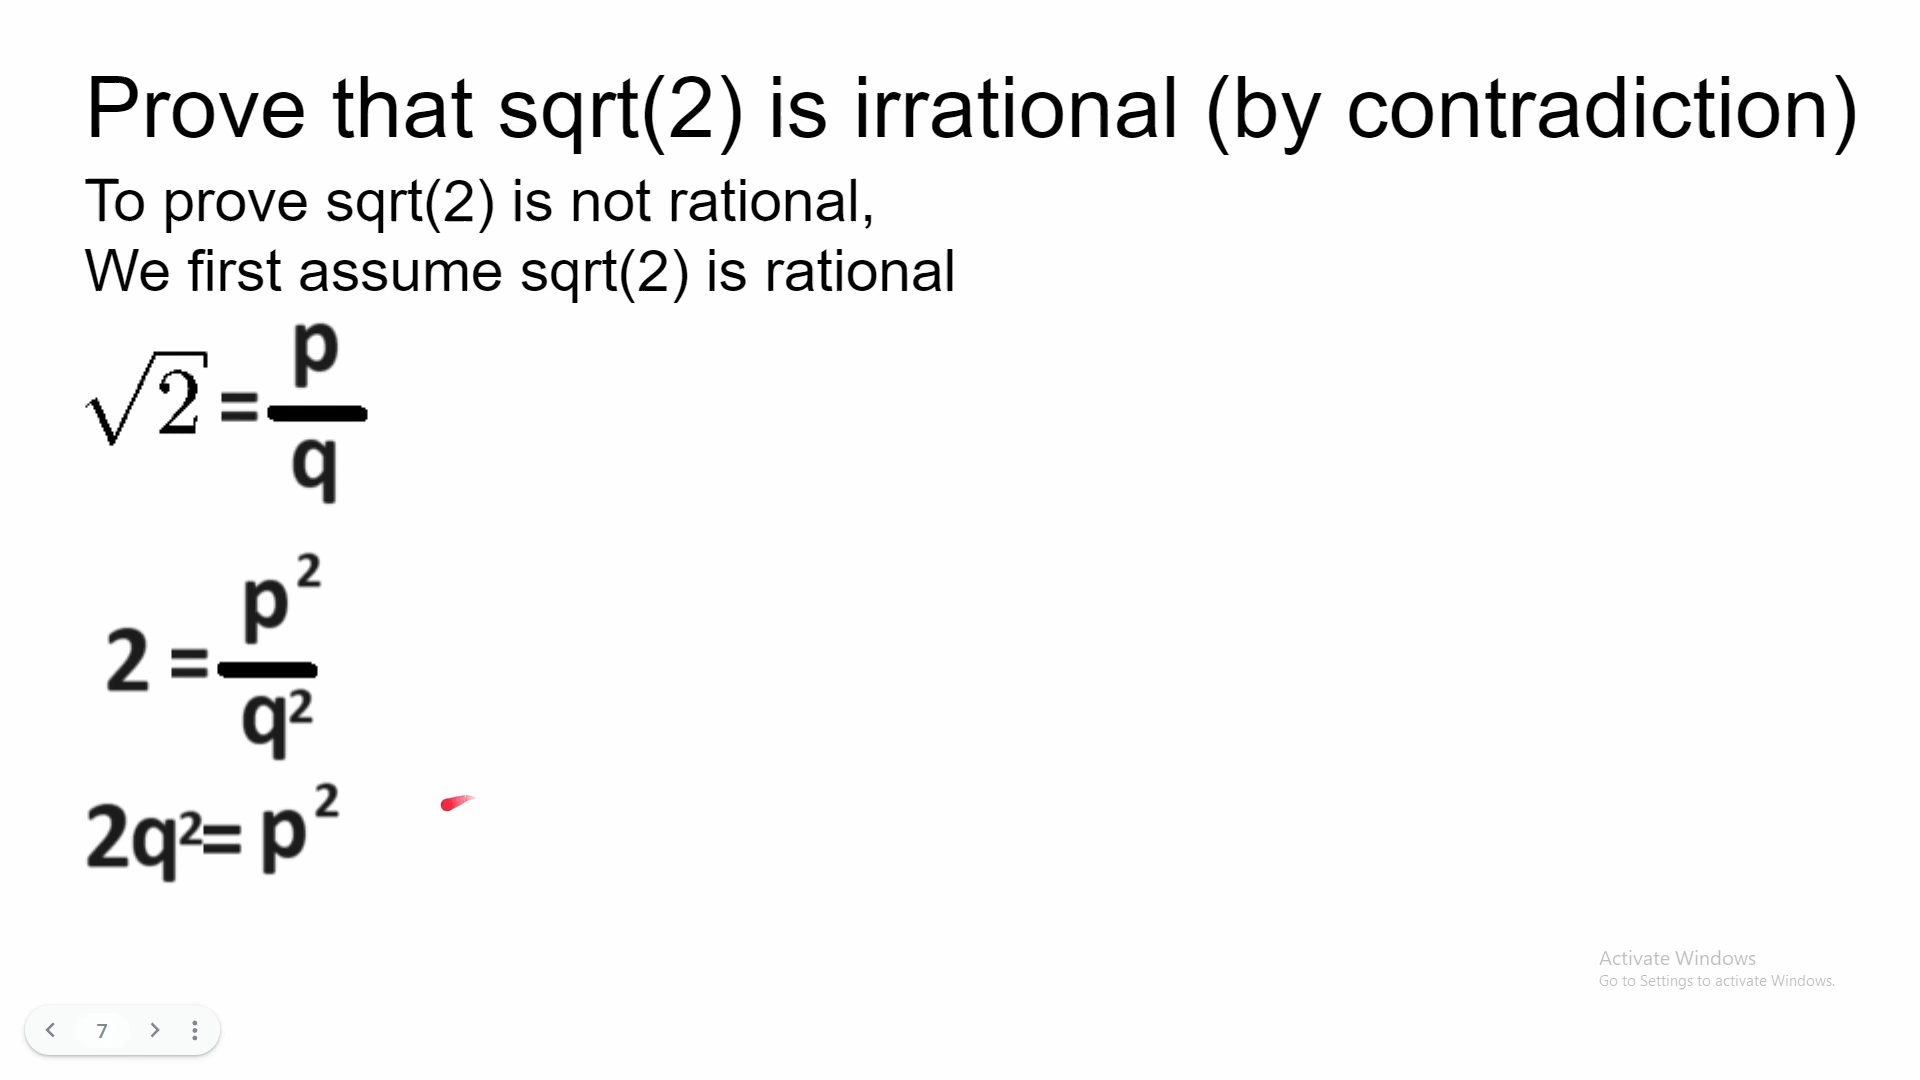 Prove that sqrt(2) is irrational (by contradiction)
To prove sqrt(2) is not rational,
We first assume sqrt(2) is rational
√2 = p/q
2 = p²/q²
2q² = p²
Activate Windows
Go to Settings to activate Windows.
7